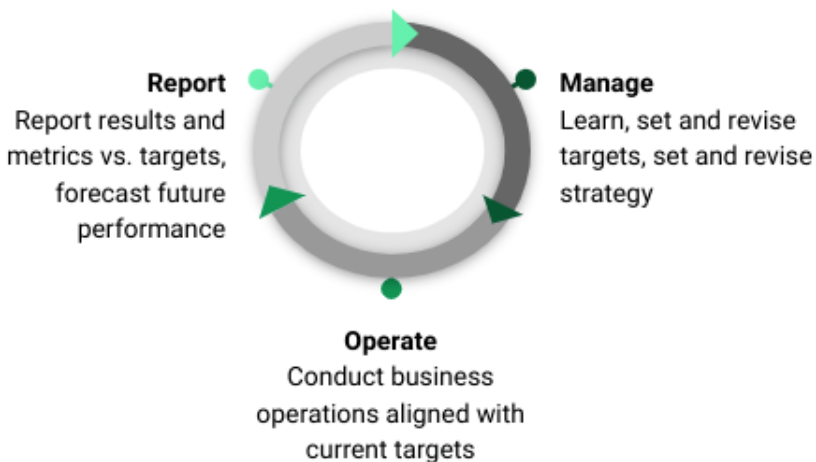 Report
Report results and
metrics vs. targets,
forecast future
performance
Manage
Learn, set and revise
targets, set and revise
strategy
Operate
Conduct business
operations aligned with
current targets